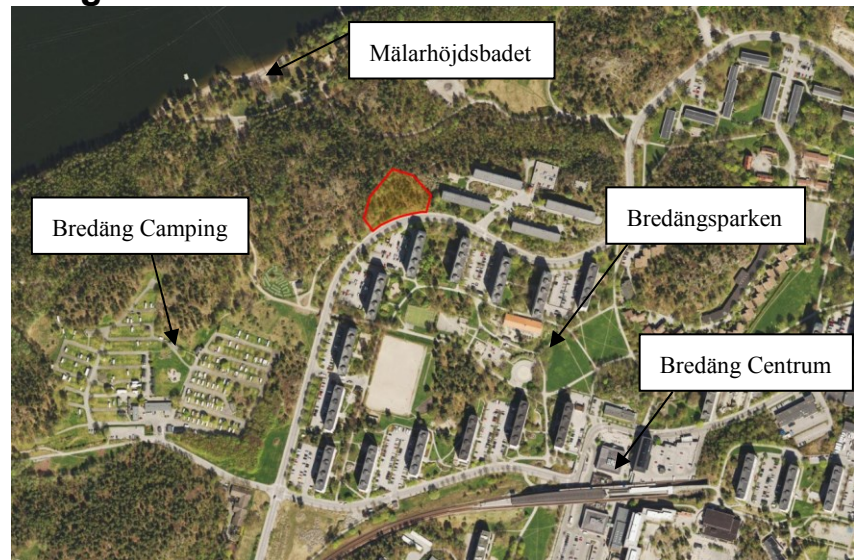 Mälarhöjdsbadet
Bredäng Camping
Bredängsparken
Bredäng Centrum